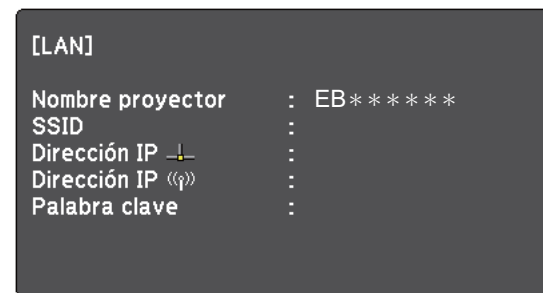 [LAN]
Nombre proyector : EB******
SSID :
Dirección IP :
Dirección IP :
Palabra clave :